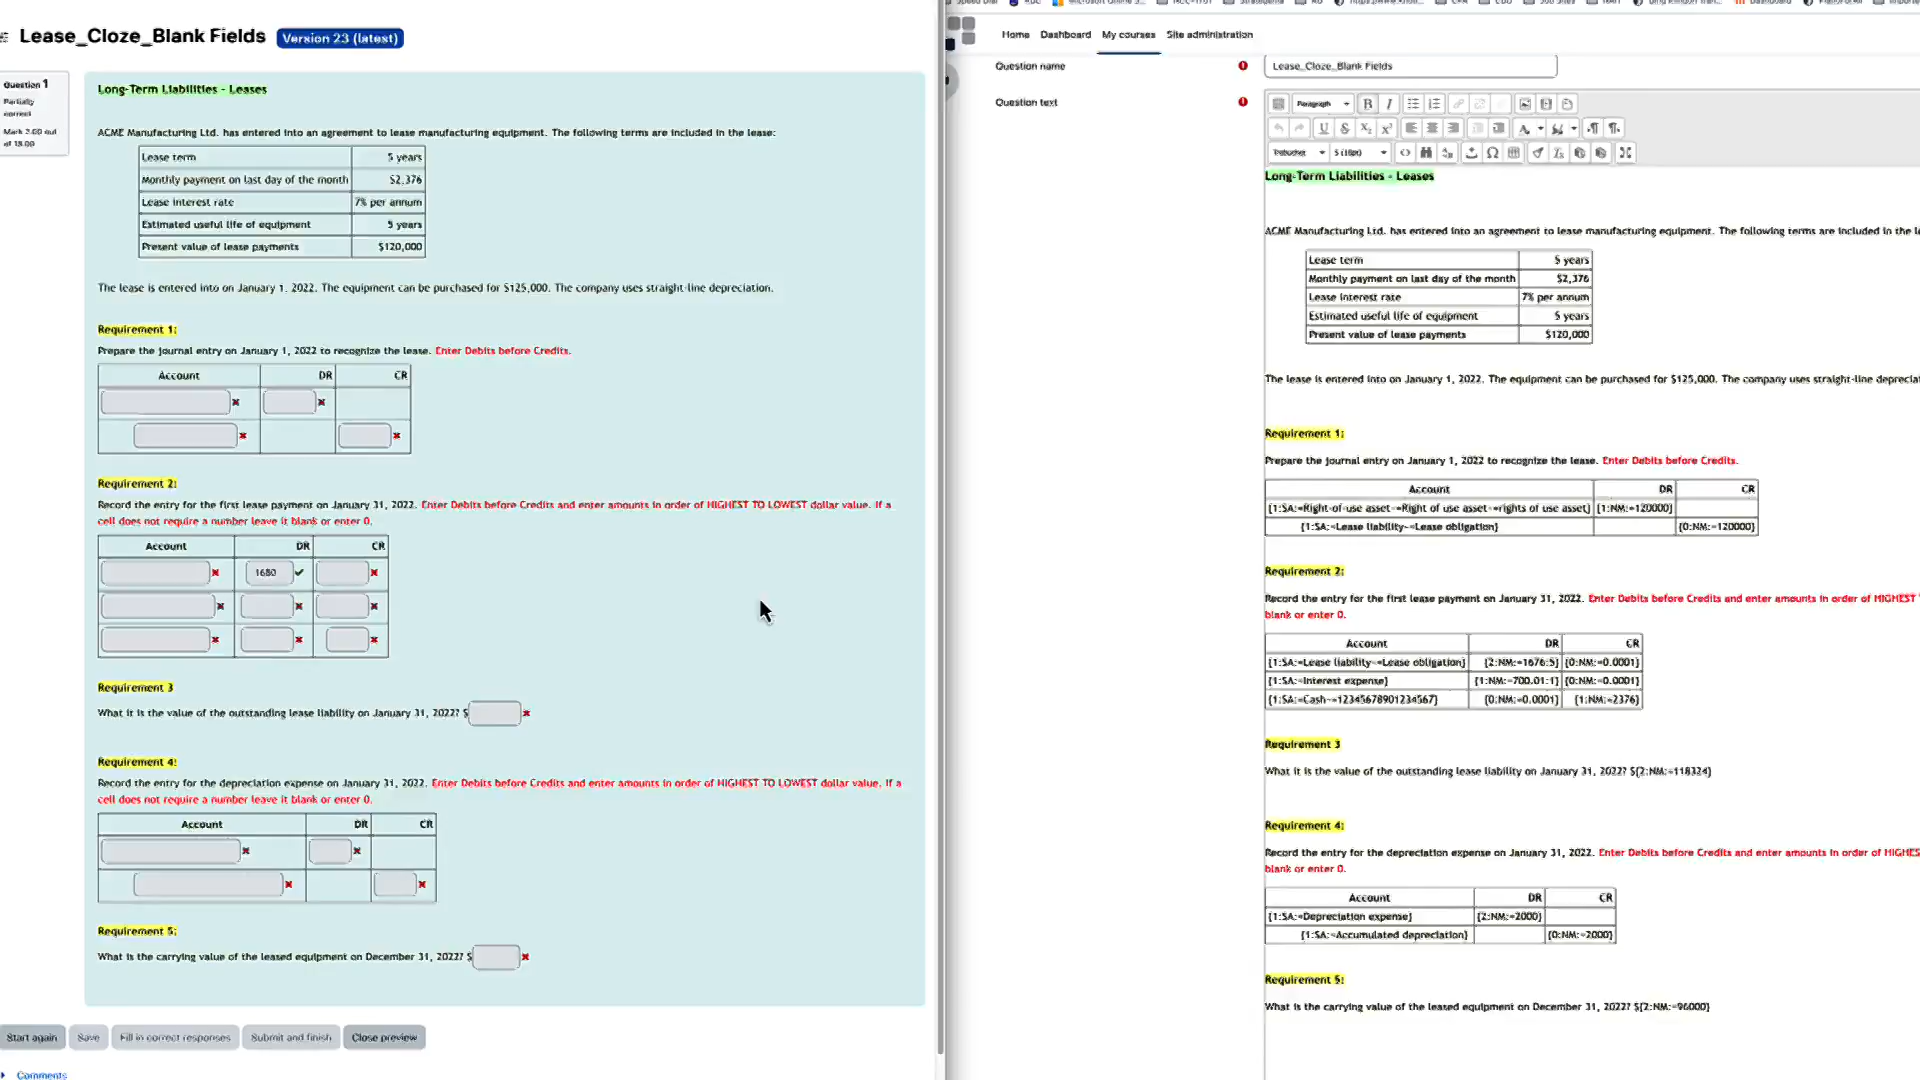 Lease_Cloze_Blank Fields
Version 23 (latest)
Question 1
Partially
correct
Mark 2.00 out
of 18.00
Long-Term Liabilities - Leases
ACME Manufacturing Ltd. has entered into an agreement to lease manufacturing equipment. The following terms are included in the lease:
Lease term 5 years
Monthly payment on last day of the month $2,376
Lease interest rate 7% per annum
Estimated useful life of equipment 5 years
Present value of lease payments $120,000
The lease is entered into on January 1, 2022. The equipment can be purchased for $125,000. The company uses straight-line depreciation.
Requirement 1:
Prepare the journal entry on January 1, 2022 to recognize the lease. Enter Debits before Credits.
Account DR CR
Requirement 2:
Record the entry for the first lease payment on January 31, 2022. Enter Debits before Credits and enter amounts in order of HIGHEST TO LOWEST dollar value. If a
cell does not require a number leave it blank or enter 0.
Account DR CR
1680
Requirement 3
What it is the value of the outstanding lease liability on January 31, 2022? $
Requirement 4:
Record the entry for the depreciation expense on January 31, 2022. Enter Debits before Credits and enter amounts in order of HIGHEST TO LOWEST dollar value. If a
cell does not require a number leave it blank or enter 0.
Account DR CR
Requirement 5:
What is the carrying value of the leased equipment on December 31, 2022? $
Start again Save Fill in correct responses Submit and finish Close preview
Comments
Home Dashboard My courses Site administration
Question name
Lease_Cloze_Blank Fields
Question text
Paragraph
Trebuchet 5 (18pt)
Long-Term Liabilities - Leases
ACME Manufacturing Ltd. has entered into an agreement to lease manufacturing equipment. The following terms are included in the
Lease term 5 years
Monthly payment on last day of the month $2,376
Lease interest rate 7% per annum
Estimated useful life of equipment 5 years
Present value of lease payments $120,000
The lease is entered into on January 1, 2022. The equipment can be purchased for $125,000. The company uses straight-line deprecia
Requirement 1:
Prepare the journal entry on January 1, 2022 to recognize the lease. Enter Debits before Credits.
Account DR CR
{1:SA:=Right-of-use asset~=Right of use asset~=rights of use asset} {1:NM:=120000}
{1:SA:=Lease liability~=Lease obligation} {0:NM:=120000}
Requirement 2:
Record the entry for the first lease payment on January 31, 2022. Enter Debits before Credits and enter amounts in order of HIGHEST
blank or enter 0.
Account DR CR
{1:SA:=Lease liability~=Lease obligation} {2:NM:=1676:5} {0:NM:=0.0001}
{1:SA:=Interest expense} {1:NM:=700.01:1} {0:NM:=0.0001}
{1:SA:=Cash~=12345678901234567} {0:NM:=0.0001} {1:NM:=2376}
Requirement 3
What it is the value of the outstanding lease liability on January 31, 2022? ${2:NM:=118324}
Requirement 4:
Record the entry for the depreciation expense on January 31, 2022. Enter Debits before Credits and enter amounts in order of HIGHES
blank or enter 0.
Account DR CR
{1:SA:=Depreciation expense} {2:NM:=2000}
{1:SA:=Accumulated depreciation} {0:NM:=2000}
Requirement 5:
What is the carrying value of the leased equipment on December 31, 2022? ${2:NM:=96000}